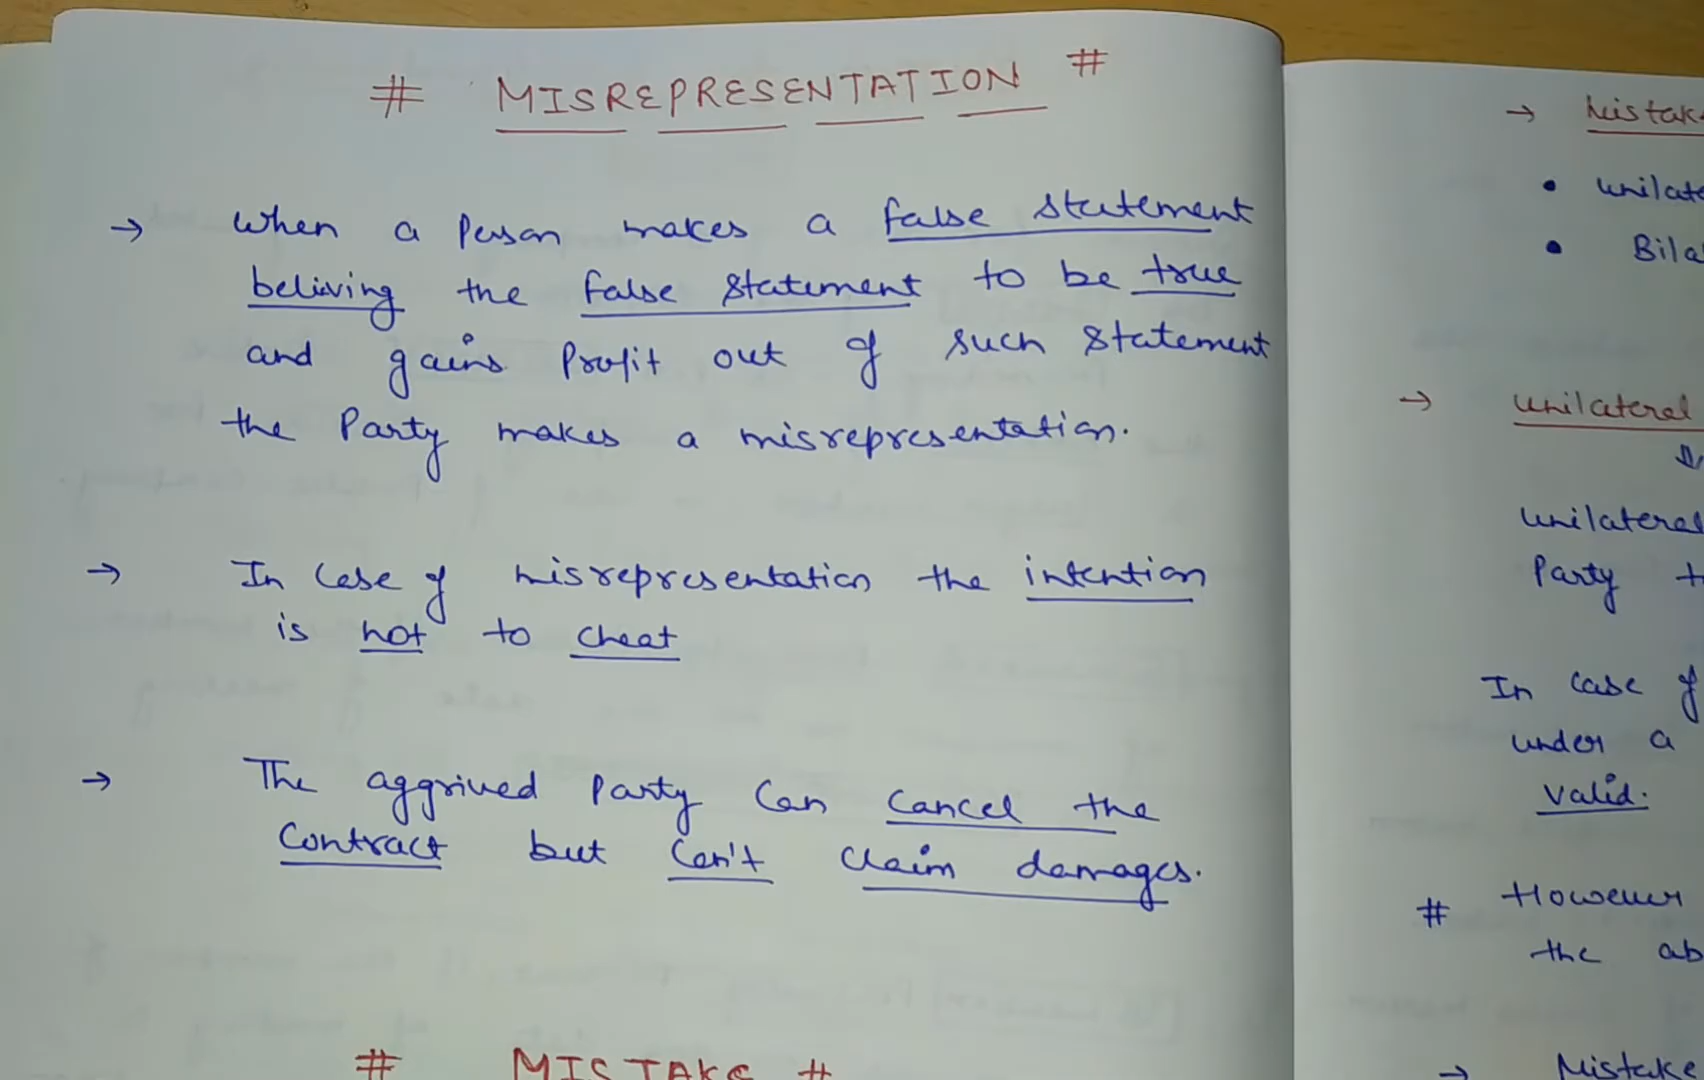 # MISREPRESENTATION #
→ When a Person makes a false statement
beliving the false statement to be true
and gains Profit out of such statement
the Party makes a misrepresentation.
→ In case of misrepresentation the intention
is not to cheat
→ The aggrived Party can cancel the
contract but can't claim damages.
# MISTAKE #
→ Mistak
• unilate
• Bila
→ unilateral
unilateral
Party t
In case of
under a
valid.
# However
the ab
→ Mistake